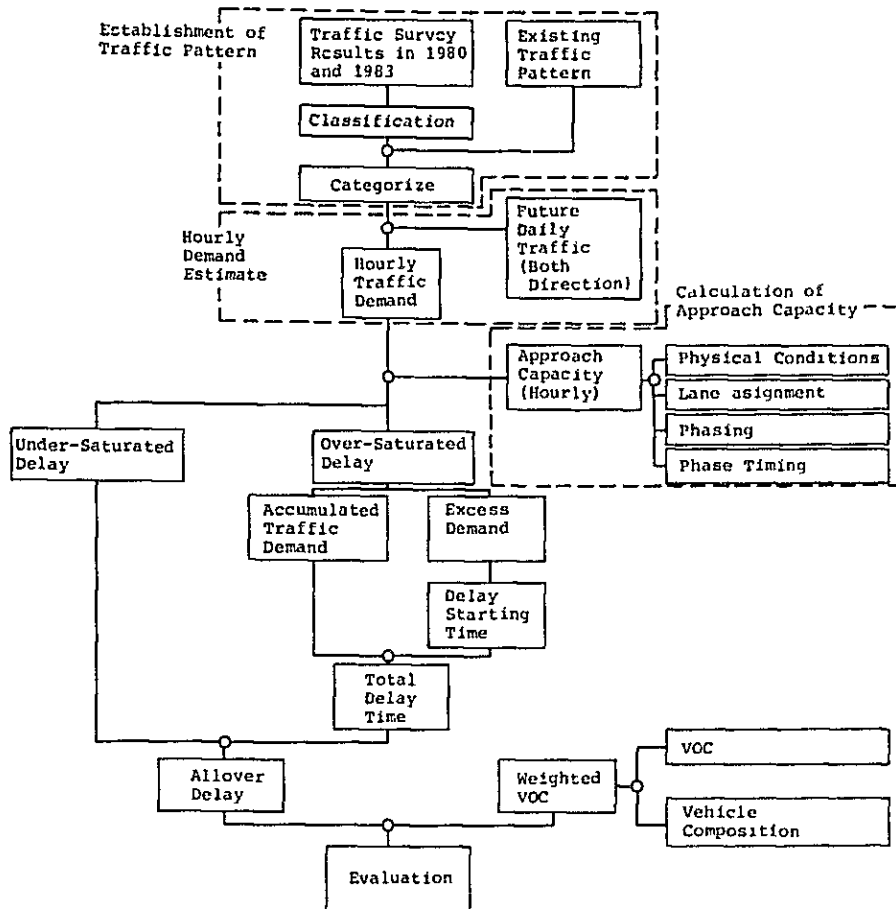 Establishment of
Traffic Pattern
Traffic Survey
Results in 1980
and 1983
Existing
Traffic
Pattern
Classification
Categorize
Hourly
Demand
Estimate
Hourly
Traffic
Demand
Future
Daily
Traffic
(Both
Direction)
Calculation of
Approach Capacity
Approach
Capacity
(Hourly)
Physical Conditions
Lane asignment
Phasing
Phase Timing
Under-Saturated
Delay
Over-Saturated
Delay
Accumulated
Traffic
Demand
Excess
Demand
Delay
Starting
Time
Total
Delay
Time
Allover
Delay
Weighted
VOC
VOC
Vehicle
Composition
Evaluation